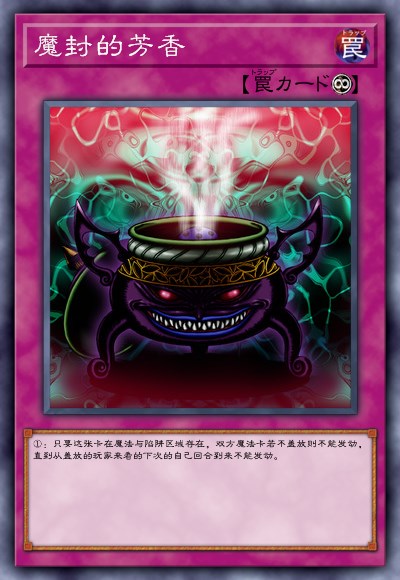 魔封的芳香
トラップ
罠
【罠カード】
トラップ
①：只要这张卡在魔法与陷阱区域存在，双方魔法卡若不盖放则不能发动，
直到从盖放的玩家来看的下次的自己回合到来不能发动。